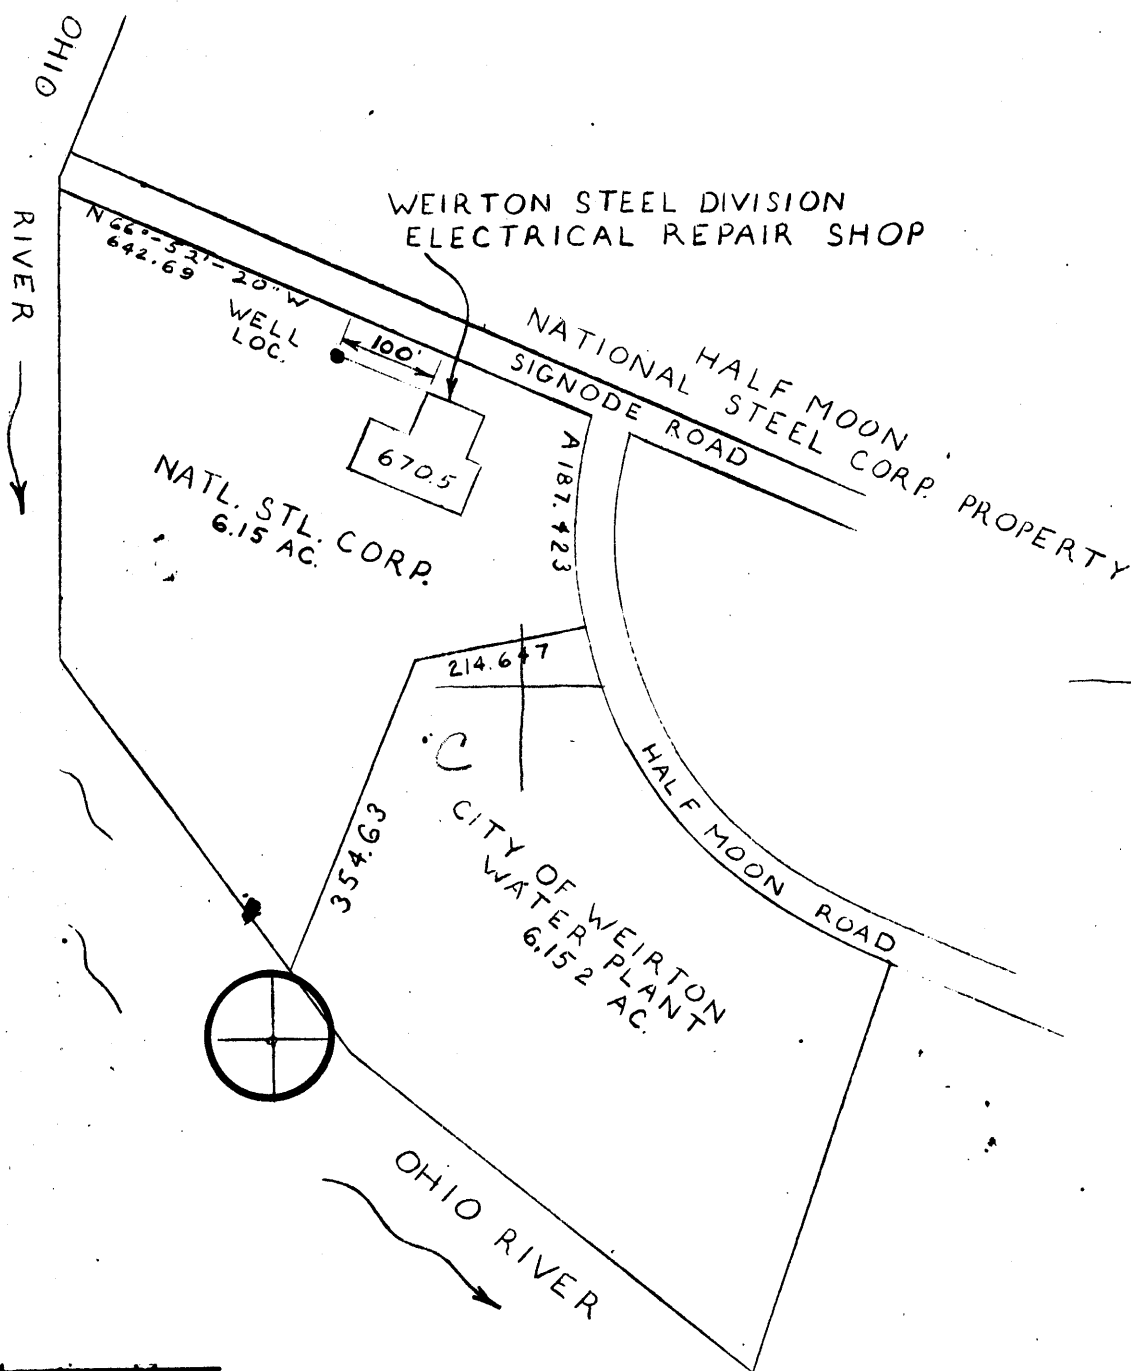 OHIO
RIVER
WEIRTON STEEL DIVISION
ELECTRICAL REPAIR SHOP
N 66°-52'-20" W
642.69
WELL
LOC.
100'
HALF MOON
NATIONAL STEEL CORP. PROPERTY
SIGNODE ROAD
670.5
A 187.423
NATL. STL. CORP.
6.15 AC.
214.647
C
354.63
HALF MOON ROAD
CITY OF WEIRTON
WATER PLANT
6.152 AC.
OHIO RIVER